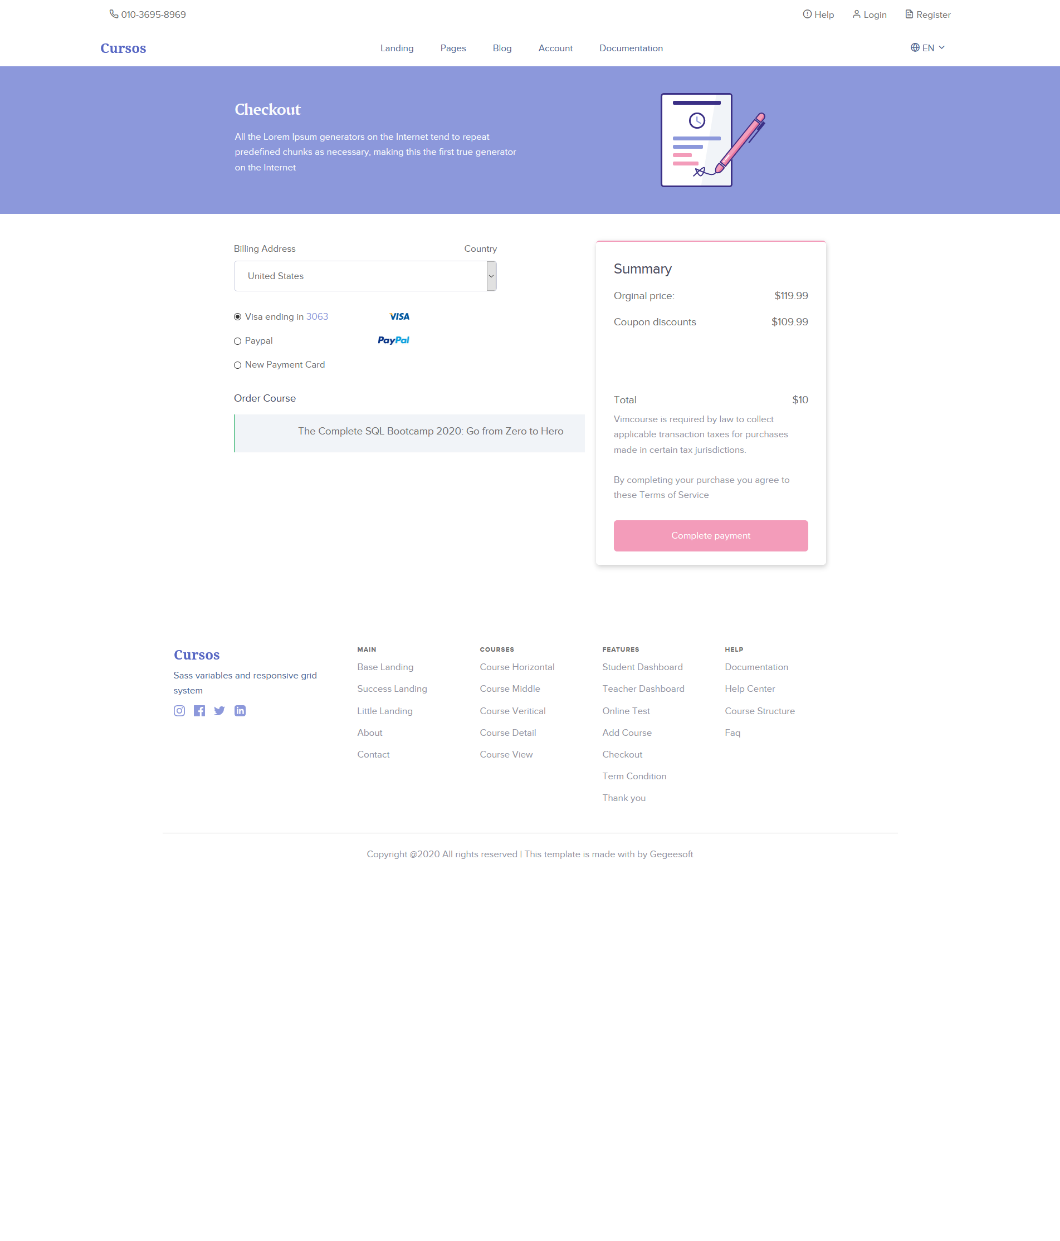 010-3695-8969
Help
Login
Register
Cursos
Landing
Pages
Blog
Account
Documentation
EN
Checkout
All the Lorem Ipsum generators on the Internet tend to repeat
predefined chunks as necessary, making this the first true generator
on the Internet
Billing Address
Country
United States
Visa ending in 3063
VISA
Paypal
PayPal
New Payment Card
Order Course
The Complete SQL Bootcamp 2020: Go from Zero to Hero
Summary
Orginal price: $119.99
Coupon discounts $109.99
Total $10
Vimcourse is required by law to collect
applicable transaction taxes for purchases
made in certain tax jurisdictions.
By completing your purchase you agree to
these Terms of Service
Complete payment
Cursos
Sass variables and responsive grid
system
MAIN
Base Landing
Success Landing
Little Landing
About
Contact
COURSES
Course Horizontal
Course Middle
Course Veritical
Course Detail
Course View
FEATURES
Student Dashboard
Teacher Dashboard
Online Test
Add Course
Checkout
Term Condition
Thank you
HELP
Documentation
Help Center
Course Structure
Faq
Copyright @2020 All rights reserved | This template is made with by Gegeesoft